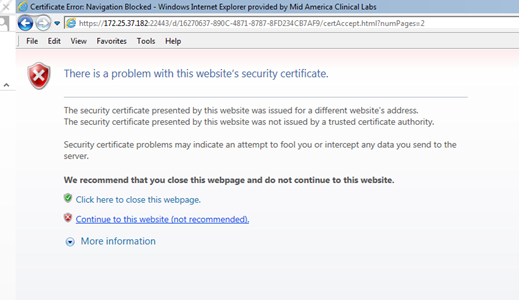 Certificate Error: Navigation Blocked - Windows Internet Explorer provided by Mid America Clinical Labs
https://172.25.37.182:22443/d/16270637-890C-4871-8787-8FD234CB7AF9/certAccept.html?numPages=2
File Edit View Favorites Tools Help
There is a problem with this website's security certificate.
The security certificate presented by this website was issued for a different website's address.
The security certificate presented by this website was not issued by a trusted certificate authority.
Security certificate problems may indicate an attempt to fool you or intercept any data you send to the
server.
We recommend that you close this webpage and do not continue to this website.
Click here to close this webpage.
Continue to this website (not recommended).
More information